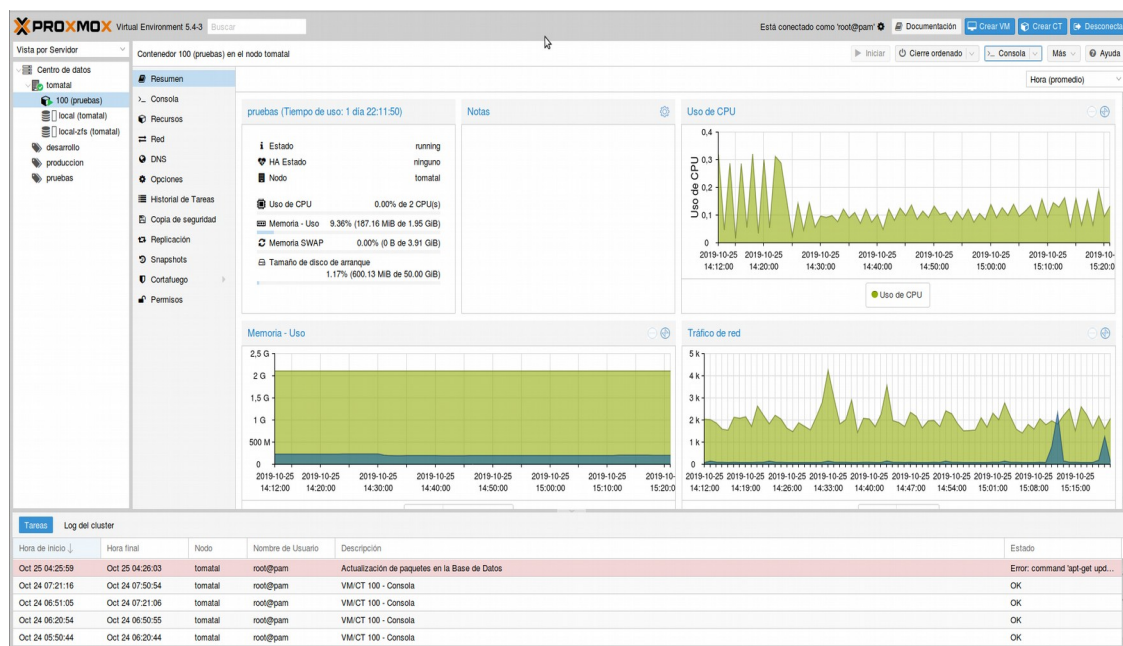 PROXMOX Virtual Environment 5.4-3 Buscar Está conectado como 'root@pam' Documentación Crear VM Crear CT Desconecta
Vista por Servidor
Centro de datos
tomatal
100 (pruebas)
local (tomatal)
local-zfs (tomatal)
desarrollo
produccion
pruebas
Contenedor 100 (pruebas) en el nodo tomatal Iniciar Cierre ordenado >_ Consola Más Ayuda
Resumen
>_ Consola
Recursos
Red
DNS
Opciones
Historial de Tareas
Copia de seguridad
Replicación
Snapshots
Cortafuego
Permisos
Hora (promedio)
pruebas (Tiempo de uso: 1 día 22:11:50)
Estado running
HA Estado ninguno
Nodo tomatal
Uso de CPU 0.00% de 2 CPU(s)
Memoria - Uso 9.36% (187.16 MiB de 1.95 GiB)
Memoria SWAP 0.00% (0 B de 3.91 GiB)
Tamaño de disco de arranque
1.17% (600.13 MiB de 50.00 GiB)
Notas
Uso de CPU
Uso de CPU
0,4
0,3
0,2
0,1
0
2019-10-25 2019-10-25 2019-10-25 2019-10-25 2019-10-25 2019-10-25 2019-10-25 2019-10-
14:12:00 14:20:00 14:30:00 14:40:00 14:50:00 15:00:00 15:10:00 15:20:0
Uso de CPU
Memoria - Uso
2,5 G
2 G
1,5 G
1 G
500 M
0
2019-10-25 2019-10-25 2019-10-25 2019-10-25 2019-10-25 2019-10-25 2019-10-25 2019-10-
14:12:00 14:20:00 14:30:00 14:40:00 14:50:00 15:00:00 15:10:00 15:20:0
Tráfico de red
5 k
4 k
3 k
2 k
1 k
0
2019-10-25 2019-10-25 2019-10-25 2019-10-25 2019-10-25 2019-10-25 2019-10-25 2019-10-25 2019-10-25 2019-10-25
14:12:00 14:19:00 14:26:00 14:33:00 14:40:00 14:47:00 14:54:00 15:01:00 15:08:00 15:15:00
Tareas Log del cluster
Hora de inicio ↓ Hora final Nodo Nombre de Usuario Descripción Estado
Oct 25 04:25:59 Oct 25 04:26:03 tomatal root@pam Actualización de paquetes en la Base de Datos Error: command 'apt-get upd...
Oct 24 07:21:16 Oct 24 07:50:54 tomatal root@pam VM/CT 100 - Consola OK
Oct 24 06:51:05 Oct 24 07:21:06 tomatal root@pam VM/CT 100 - Consola OK
Oct 24 06:20:54 Oct 24 06:50:55 tomatal root@pam VM/CT 100 - Consola OK
Oct 24 05:50:44 Oct 24 06:20:44 tomatal root@pam VM/CT 100 - Consola OK